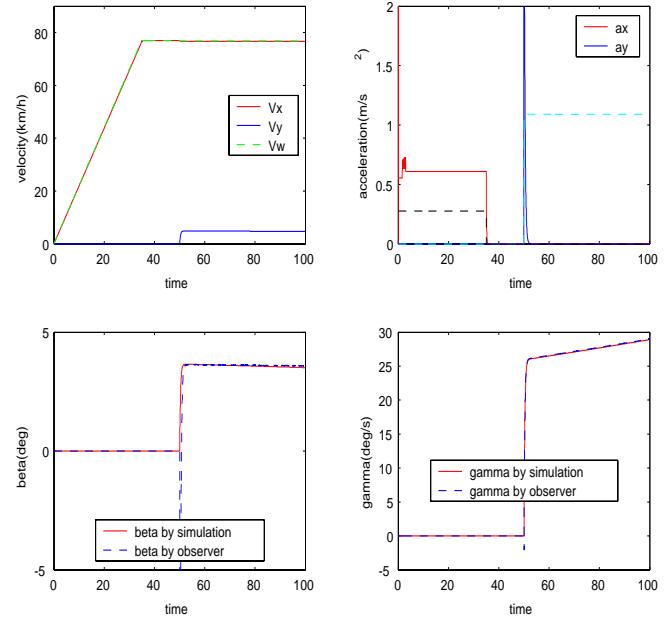 velocity(km/h)
80
60
40
20
0
0 20 40 60 80 100
time
Vx
Vy
Vw
acceleration(m/s 2)
2
1.5
1
0.5
0
0 20 40 60 80 100
time
ax
ay
beta(deg)
5
0
-5
0 20 40 60 80 100
time
beta by simulation
beta by observer
gamma(deg/s)
30
25
20
15
10
5
0
-5
0 20 40 60 80 100
time
gamma by simulation
gamma by observer